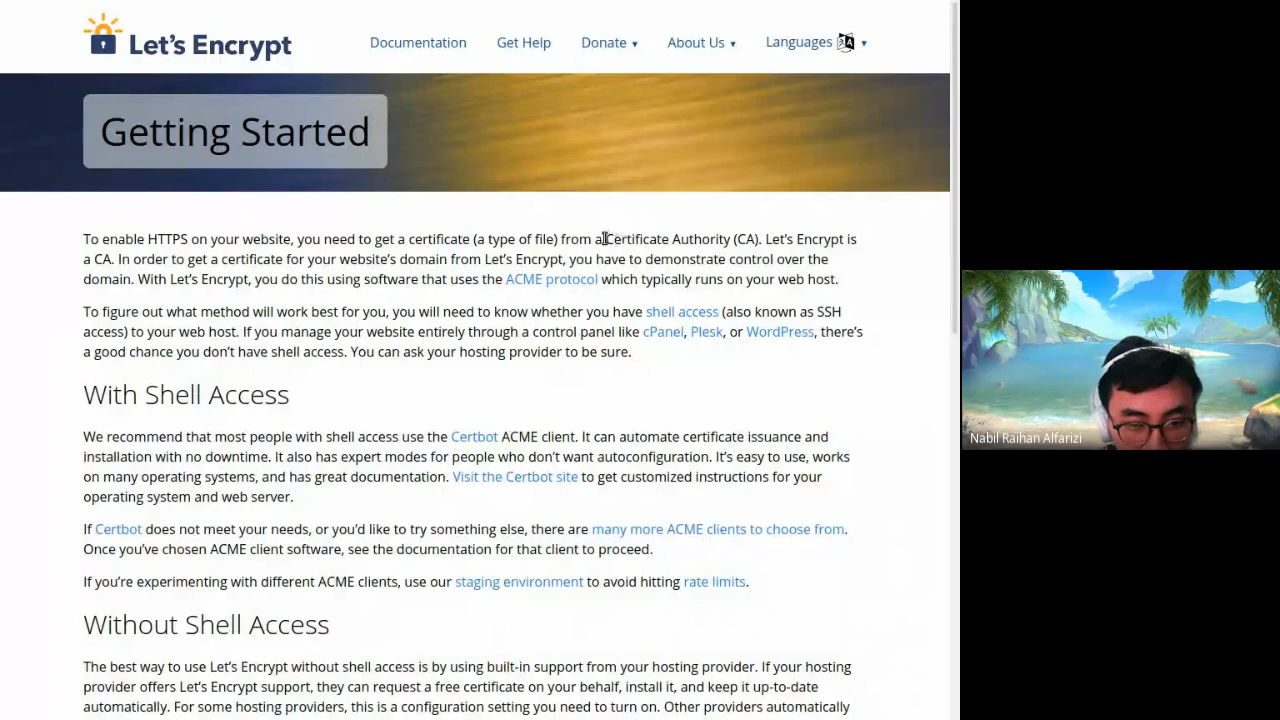 Let's Encrypt
Documentation
Get Help
Donate ▼
About Us ▼
Languages ▼
Getting Started
To enable HTTPS on your website, you need to get a certificate (a type of file) from a Certificate Authority (CA). Let’s Encrypt is
a CA. In order to get a certificate for your website’s domain from Let’s Encrypt, you have to demonstrate control over the
domain. With Let’s Encrypt, you do this using software that uses the ACME protocol which typically runs on your web host.
To figure out what method will work best for you, you will need to know whether you have shell access (also known as SSH
access) to your web host. If you manage your website entirely through a control panel like cPanel, Plesk, or WordPress, there’s
a good chance you don’t have shell access. You can ask your hosting provider to be sure.
With Shell Access
We recommend that most people with shell access use the Certbot ACME client. It can automate certificate issuance and
installation with no downtime. It also has expert modes for people who don’t want autoconfiguration. It’s easy to use, works
on many operating systems, and has great documentation. Visit the Certbot site to get customized instructions for your
operating system and web server.
If Certbot does not meet your needs, or you’d like to try something else, there are many more ACME clients to choose from.
Once you’ve chosen ACME client software, see the documentation for that client to proceed.
If you’re experimenting with different ACME clients, use our staging environment to avoid hitting rate limits.
Without Shell Access
The best way to use Let’s Encrypt without shell access is by using built-in support from your hosting provider. If your hosting
provider offers Let’s Encrypt support, they can request a free certificate on your behalf, install it, and keep it up-to-date
automatically. For some hosting providers, this is a configuration setting you need to turn on. Other providers automatically
Nabil Raihan Alfarizi